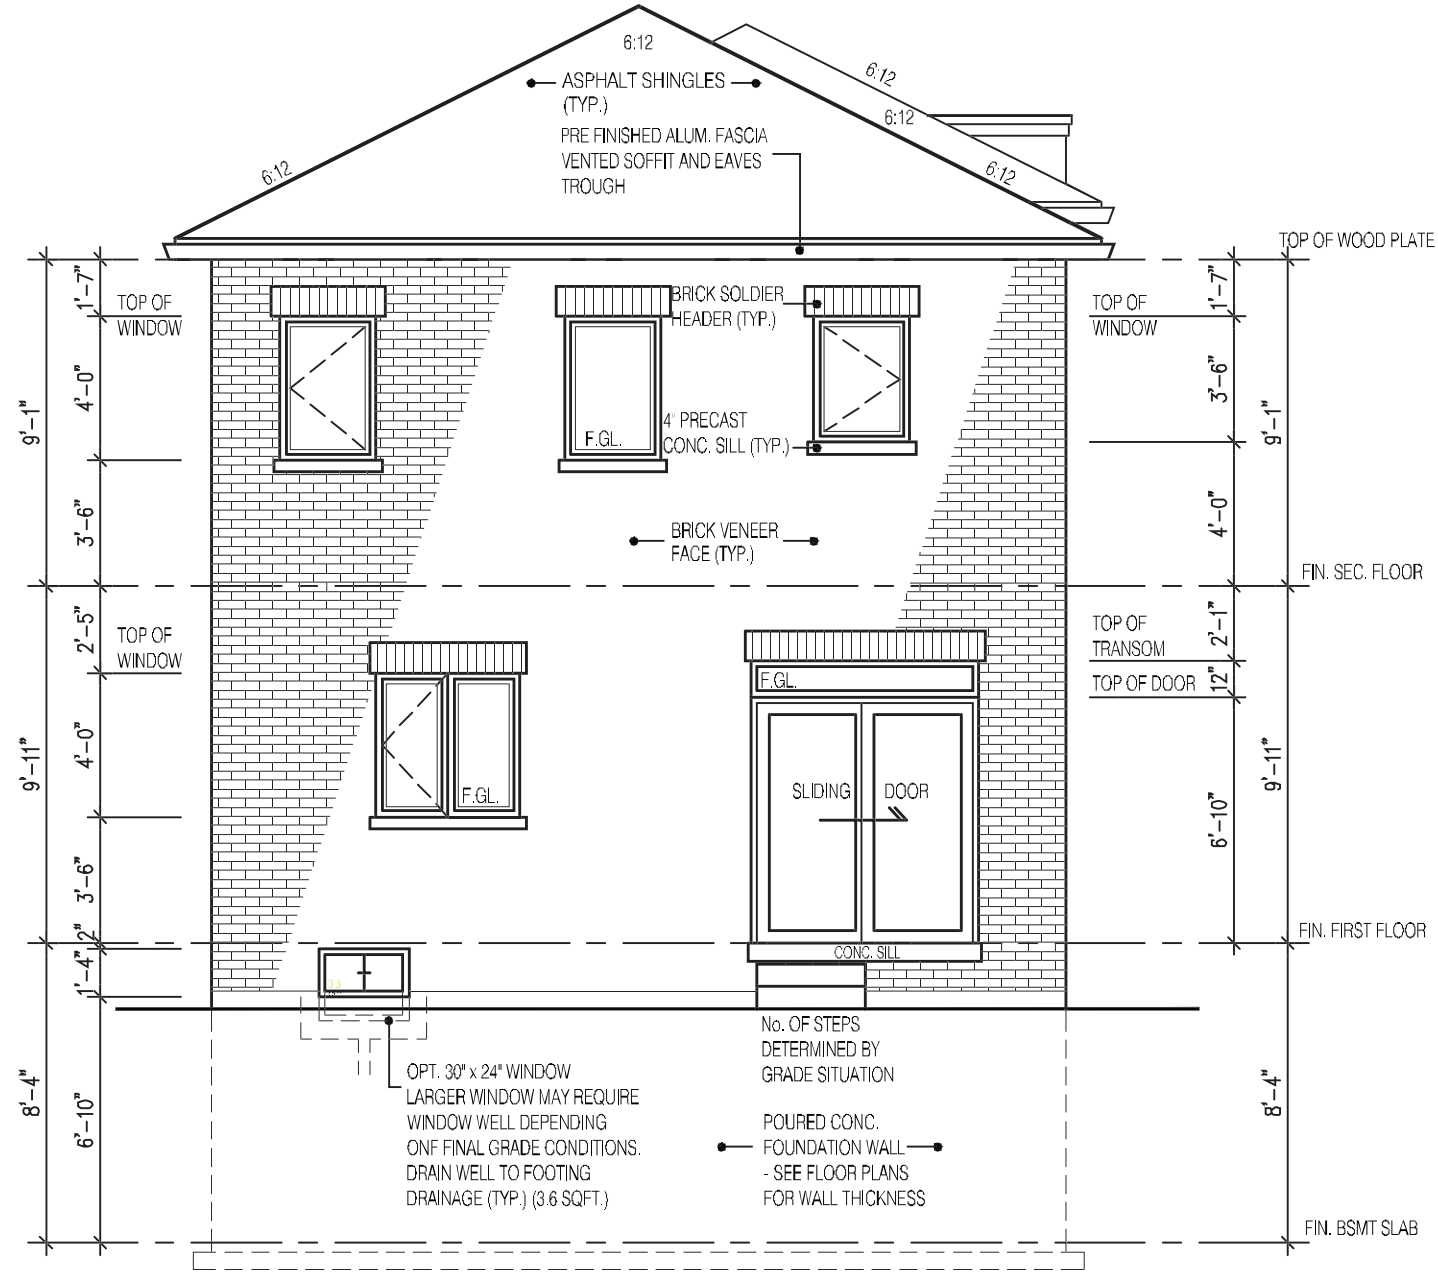 6:12
6:12
ASPHALT SHINGLES
(TYP.)
6:12
PRE FINISHED ALUM. FASCIA
VENTED SOFFIT AND EAVES
TROUGH
6:12
6:12
TOP OF WOOD PLATE
1'-7"
TOP OF
WINDOW
BRICK SOLDIER
HEADER (TYP.)
TOP OF
WINDOW
1'-7"
4'-0"
3'-6"
9'-1"
9'-1"
F.GL.
4" PRECAST
CONC. SILL (TYP.)
3'-6"
4'-0"
BRICK VENEER
FACE (TYP.)
FIN. SEC. FLOOR
2'-5"
TOP OF
WINDOW
TOP OF
TRANSOM
2'-1"
F.GL.
TOP OF DOOR
12"
4'-0"
9'-11"
9'-11"
F.GL.
SLIDING DOOR
6'-10"
3'-6"
2"
FIN. FIRST FLOOR
CONC. SILL
1'-4"
No. OF STEPS
DETERMINED BY
GRADE SITUATION
OPT. 30" x 24" WINDOW
LARGER WINDOW MAY REQUIRE
WINDOW WELL DEPENDING
ONF FINAL GRADE CONDITIONS.
DRAIN WELL TO FOOTING
DRAINAGE (TYP.) (3.6 SQFT.)
8'-4"
6'-10"
8'-4"
POURED CONC.
FOUNDATION WALL
- SEE FLOOR PLANS
FOR WALL THICKNESS
FIN. BSMT SLAB